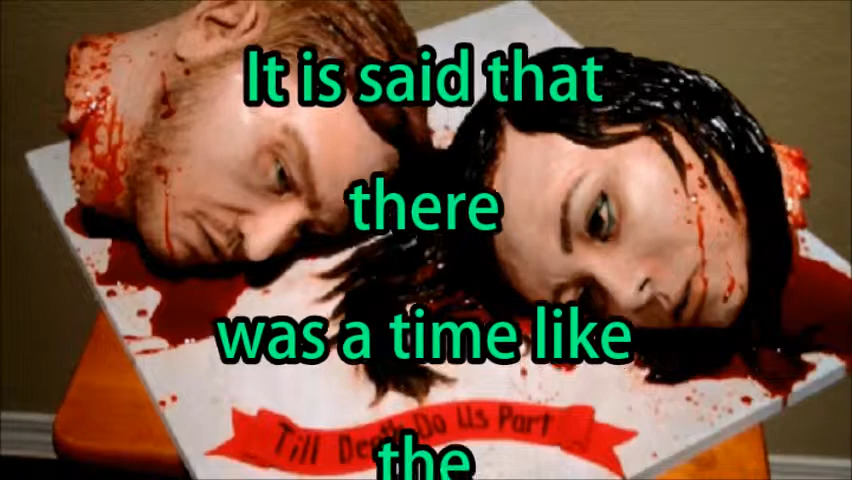 It is said that
there
was a time like
Till Death Do Us Part
the